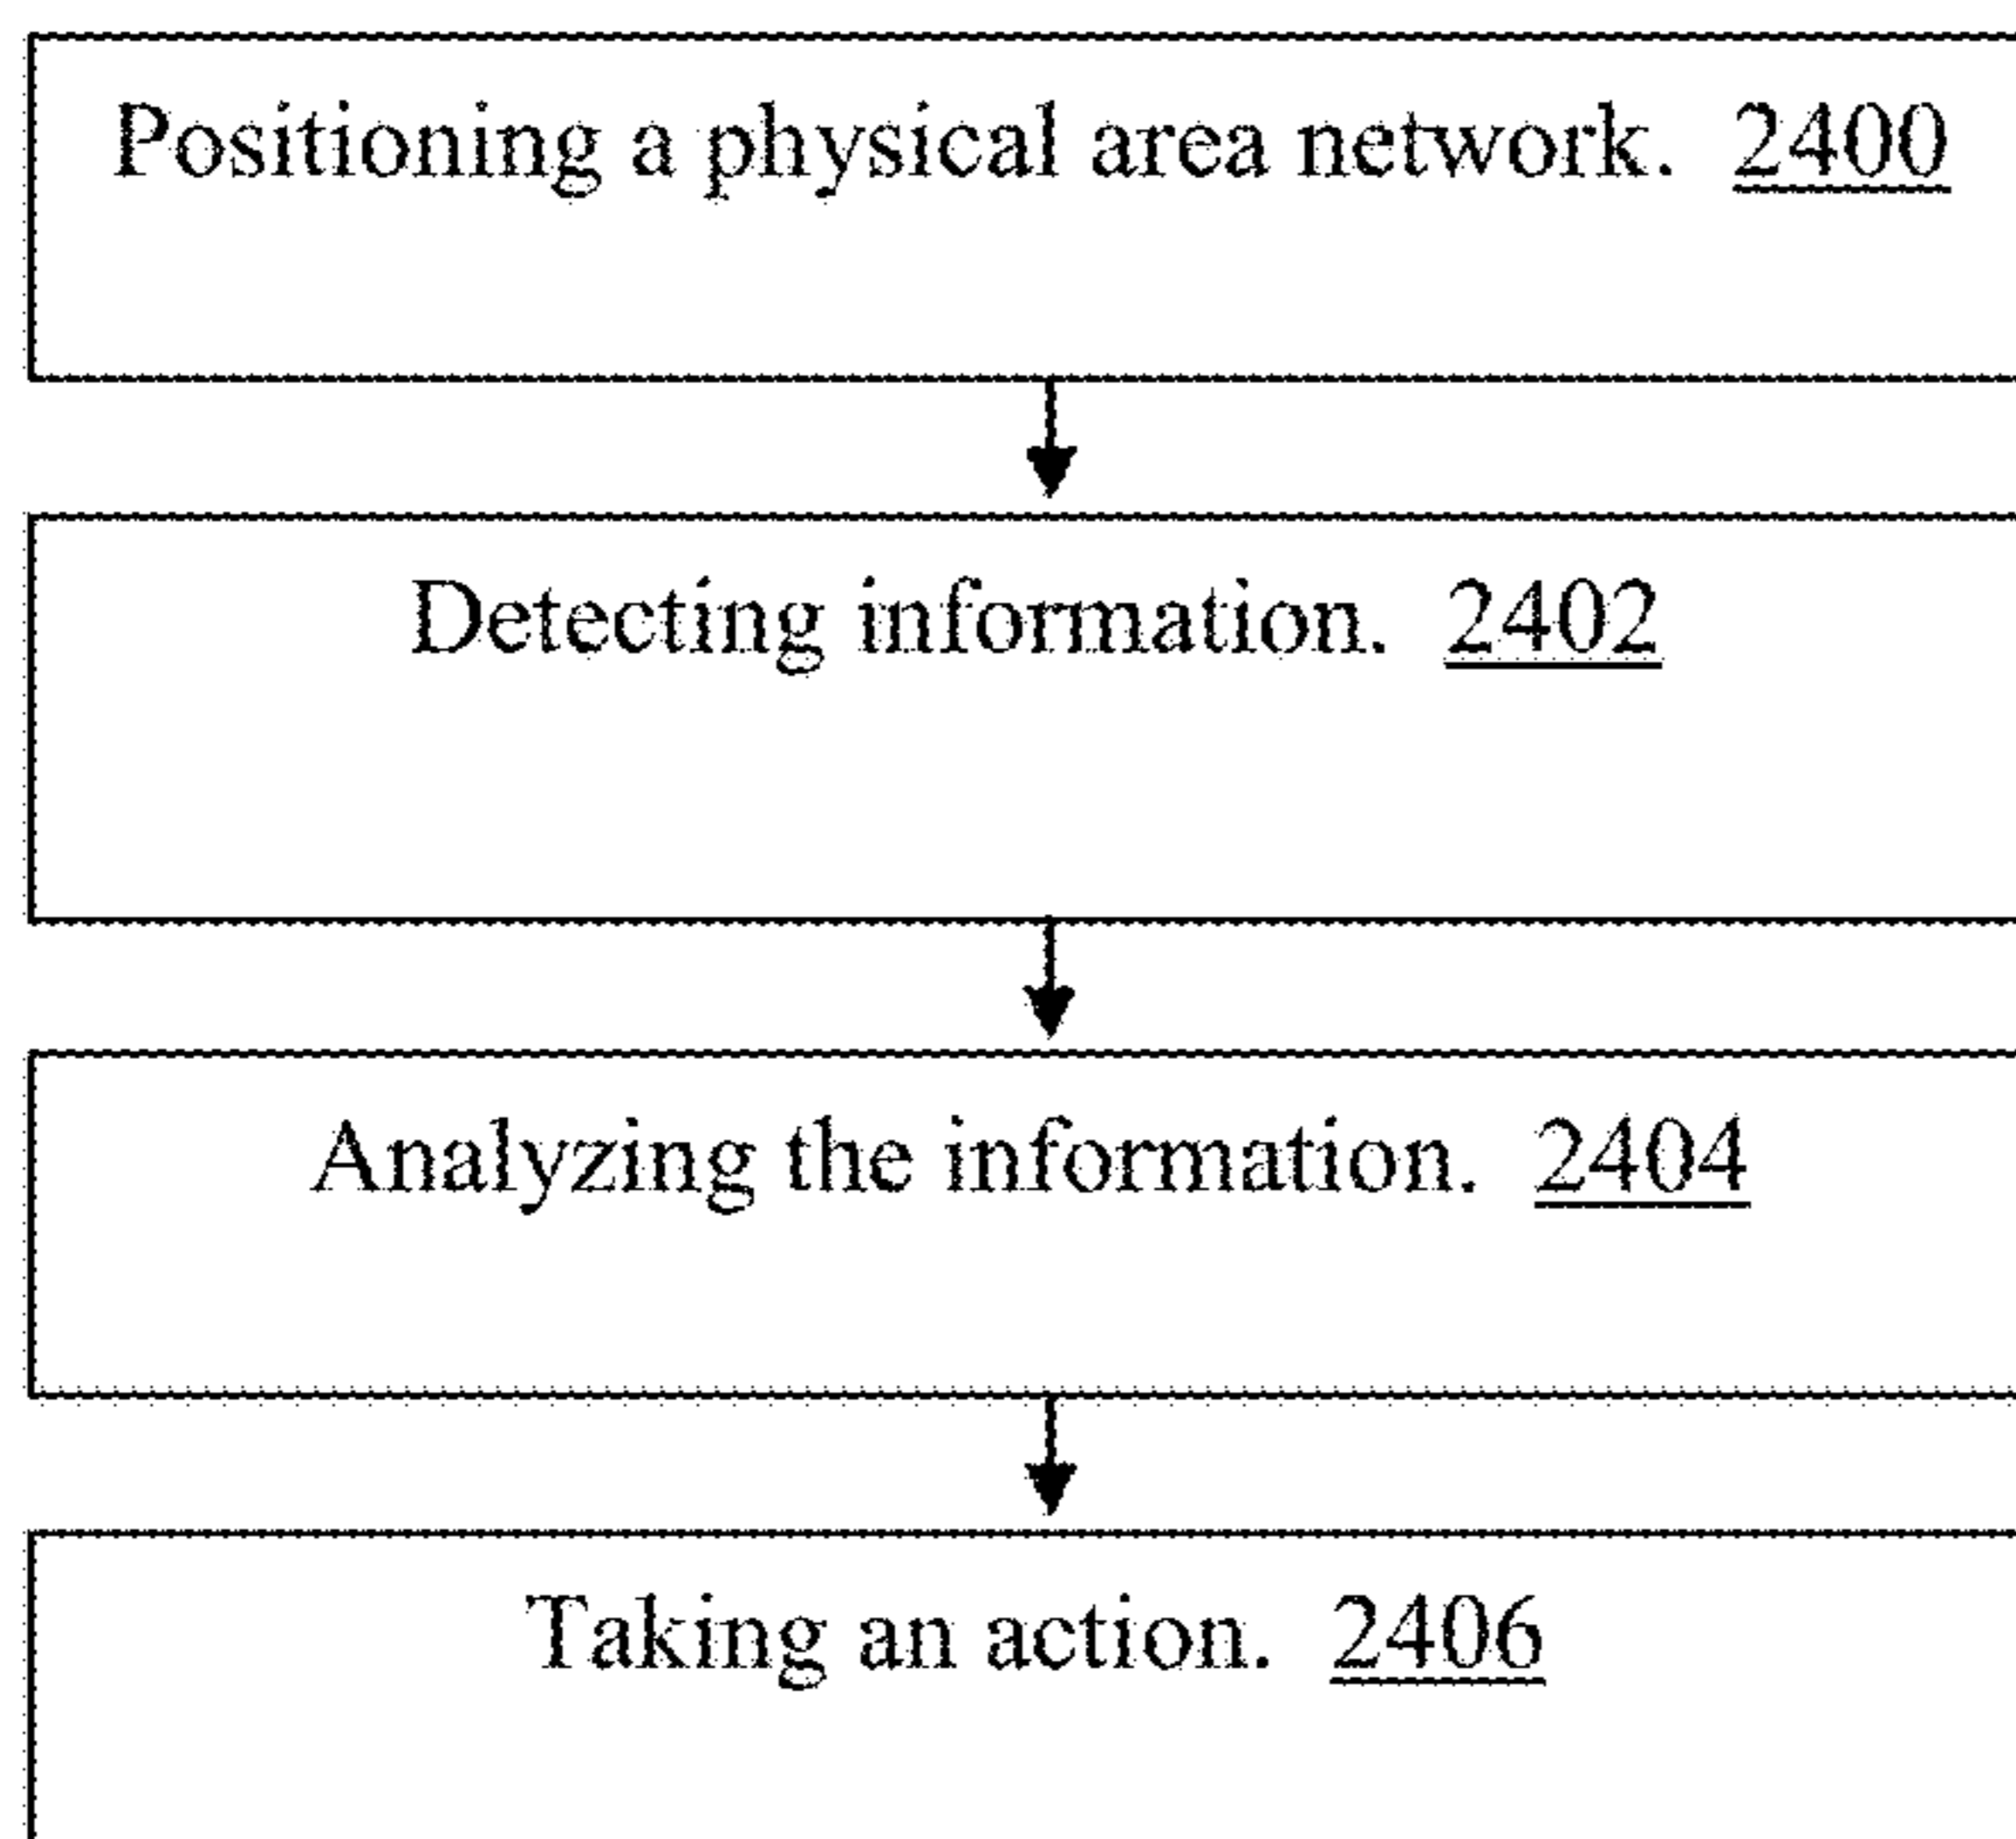 Positioning a physical area network. 2400
Detecting information. 2402
Analyzing the information. 2404
Taking an action. 2406